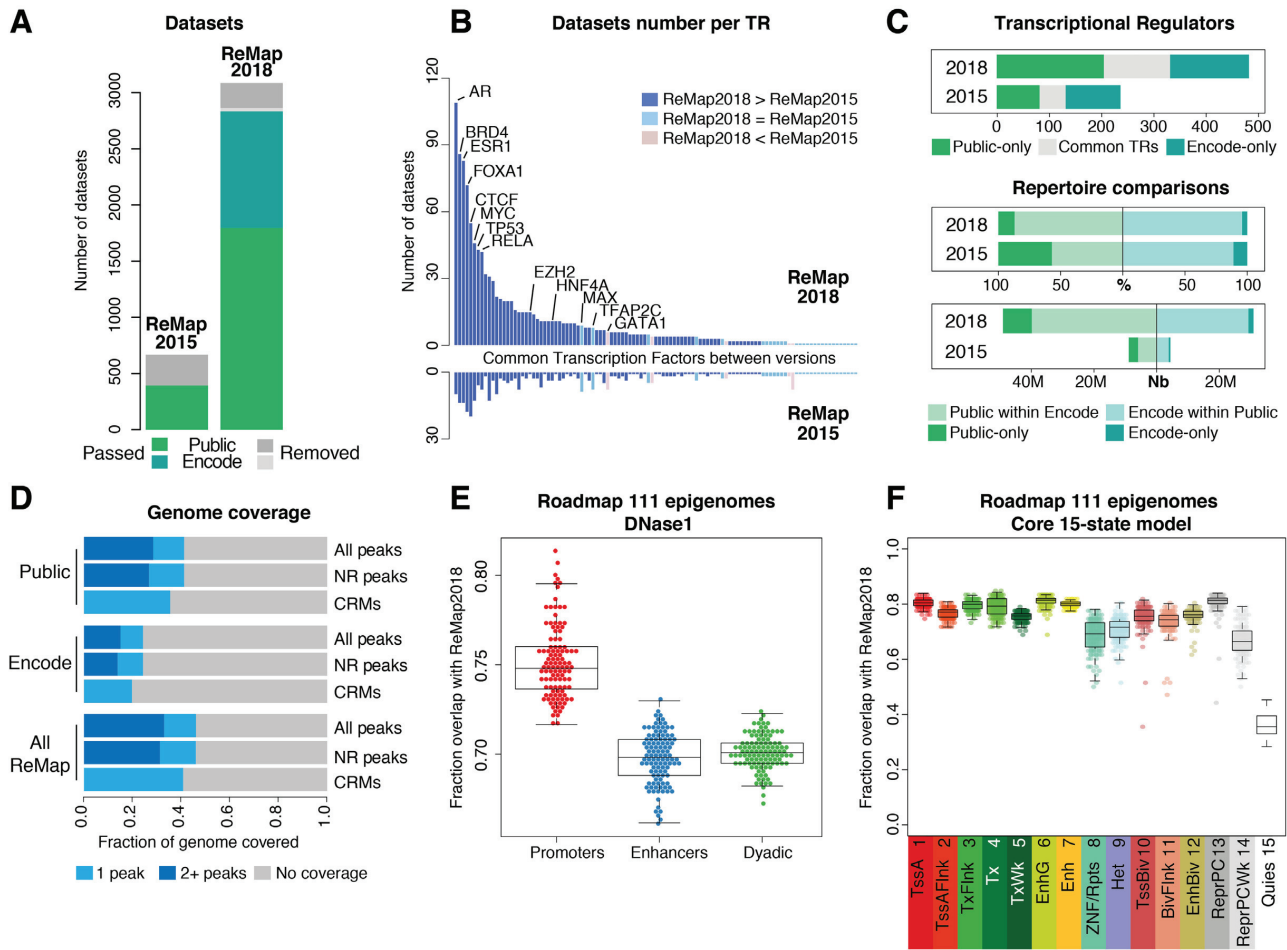 A
Datasets
ReMap
2018
Number of datasets
3000
2500
2000
1500
1000
500
0
ReMap
2015
Passed
Public
Encode
Removed
B
Datasets number per TR
Number of datasets
120
90
60
30
0
AR
BRD4
ESR1
FOXA1
CTCF
MYC
TP53
RELA
EZH2
HNF4A
MAX
TFAP2C
GATA1
ReMap2018 > ReMap2015
ReMap2018 = ReMap2015
ReMap2018 < ReMap2015
ReMap
2018
Common Transcription Factors between versions
0
30
ReMap
2015
C
Transcriptional Regulators
2018
2015
0 100 200 300 400 500
Public-only Common TRs Encode-only
Repertoire comparisons
2018
2015
100 50 % 50 100
2018
2015
40M 20M Nb 20M
Public within Encode Encode within Public
Public-only Encode-only
D
Genome coverage
Public
All peaks
NR peaks
CRMs
Encode
All peaks
NR peaks
CRMs
All
ReMap
All peaks
NR peaks
CRMs
0.0 0.2 0.4 0.6 0.8 1.0
Fraction of genome covered
1 peak 2+ peaks No coverage
E
Roadmap 111 epigenomes
DNase1
Fraction overlap with ReMap2018
0.80
0.75
0.70
Promoters Enhancers Dyadic
F
Roadmap 111 epigenomes
Core 15-state model
Fraction overlap with ReMap2018
1.0
0.8
0.6
0.4
0.2
0.0
TssA 1
TssAFlnk 2
TxFlnk 3
Tx 4
TxWk 5
EnhG 6
Enh 7
ZNF/Rpts 8
Het 9
TssBiv 10
BivFlnk 11
EnhBiv 12
ReprPC 13
ReprPCWk 14
Quies 15